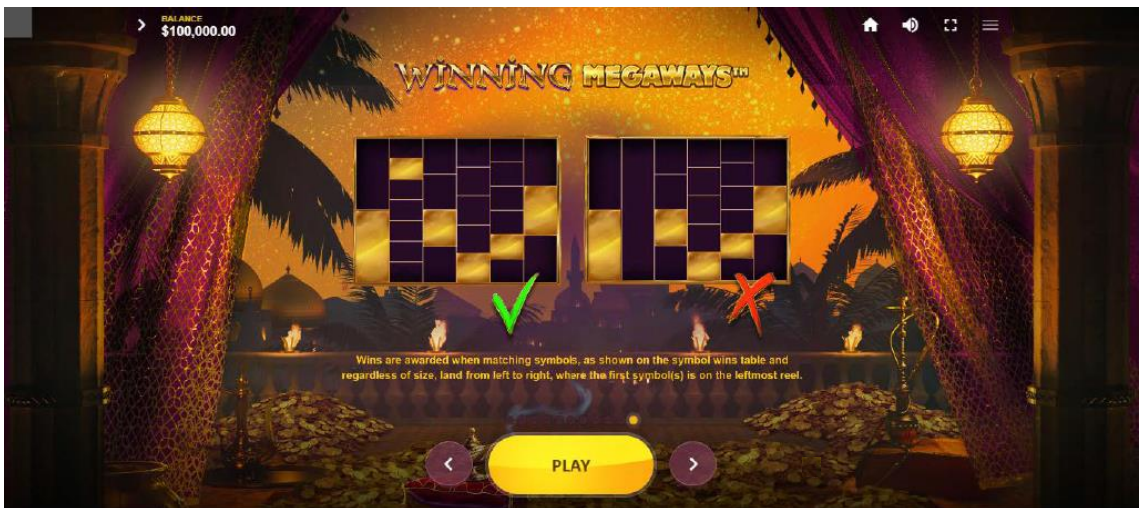 BALANCE
$100,000.00
WINNING MEGAWAYS™
Wins are awarded when matching symbols, as shown on the symbol wins table and
regardless of size, land from left to right, where the first symbol(s) is on the leftmost reel.
PLAY